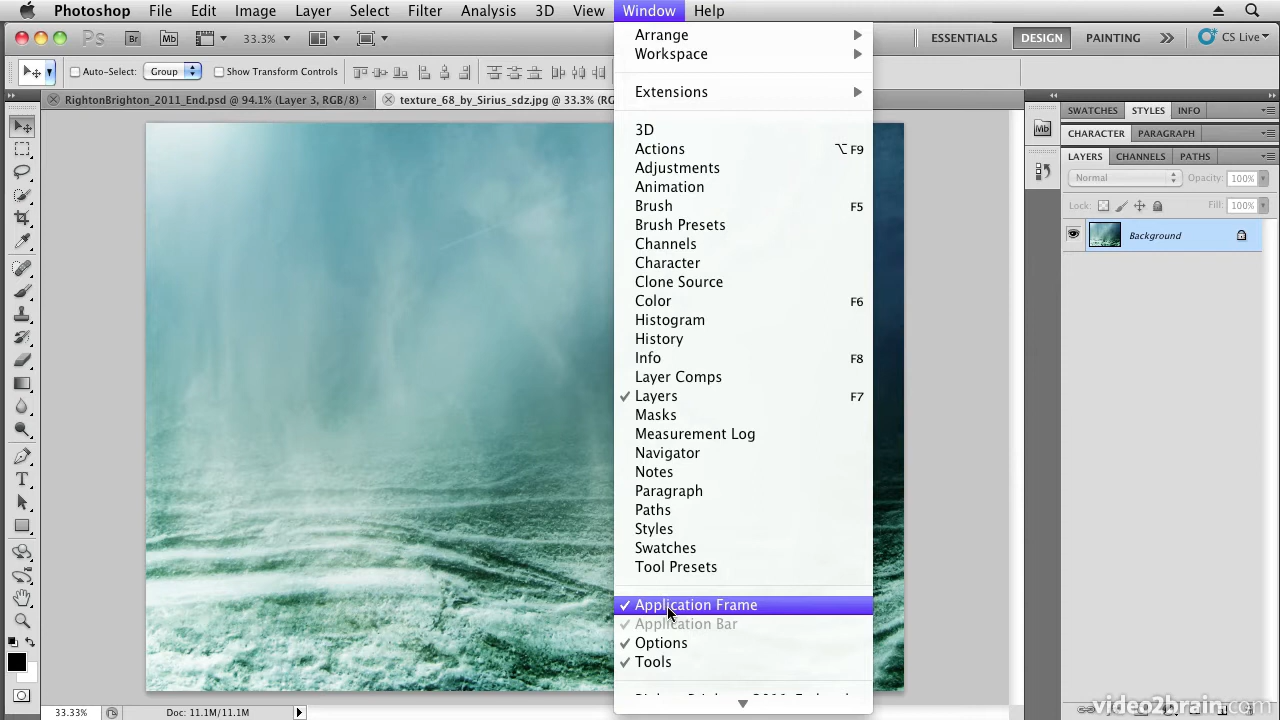 Photoshop File Edit Image Layer Select Filter Analysis 3D View Window Help
Ps Br Mb 33.3% ESSENTIALS DESIGN PAINTING CS Live
Auto-Select: Group Show Transform Controls
RightonBrighton_2011_End.psd @ 94.1% (Layer 3, RGB/8) *
texture_68_by_Sirius_sdz.jpg @ 33.3% (RG
Arrange
Workspace
Extensions
3D
Actions ⌥F9
Adjustments
Animation
Brush F5
Brush Presets
Channels
Character
Clone Source
Color F6
Histogram
History
Info F8
Layer Comps
Layers F7
Masks
Measurement Log
Navigator
Notes
Paragraph
Paths
Styles
Swatches
Tool Presets
Application Frame
Application Bar
Options
Tools
Mb
SWATCHES STYLES INFO
CHARACTER PARAGRAPH
LAYERS CHANNELS PATHS
Normal Opacity: 100%
Lock: Fill: 100%
Background
33.33% Doc: 11.1M/11.1M
video2brain.com